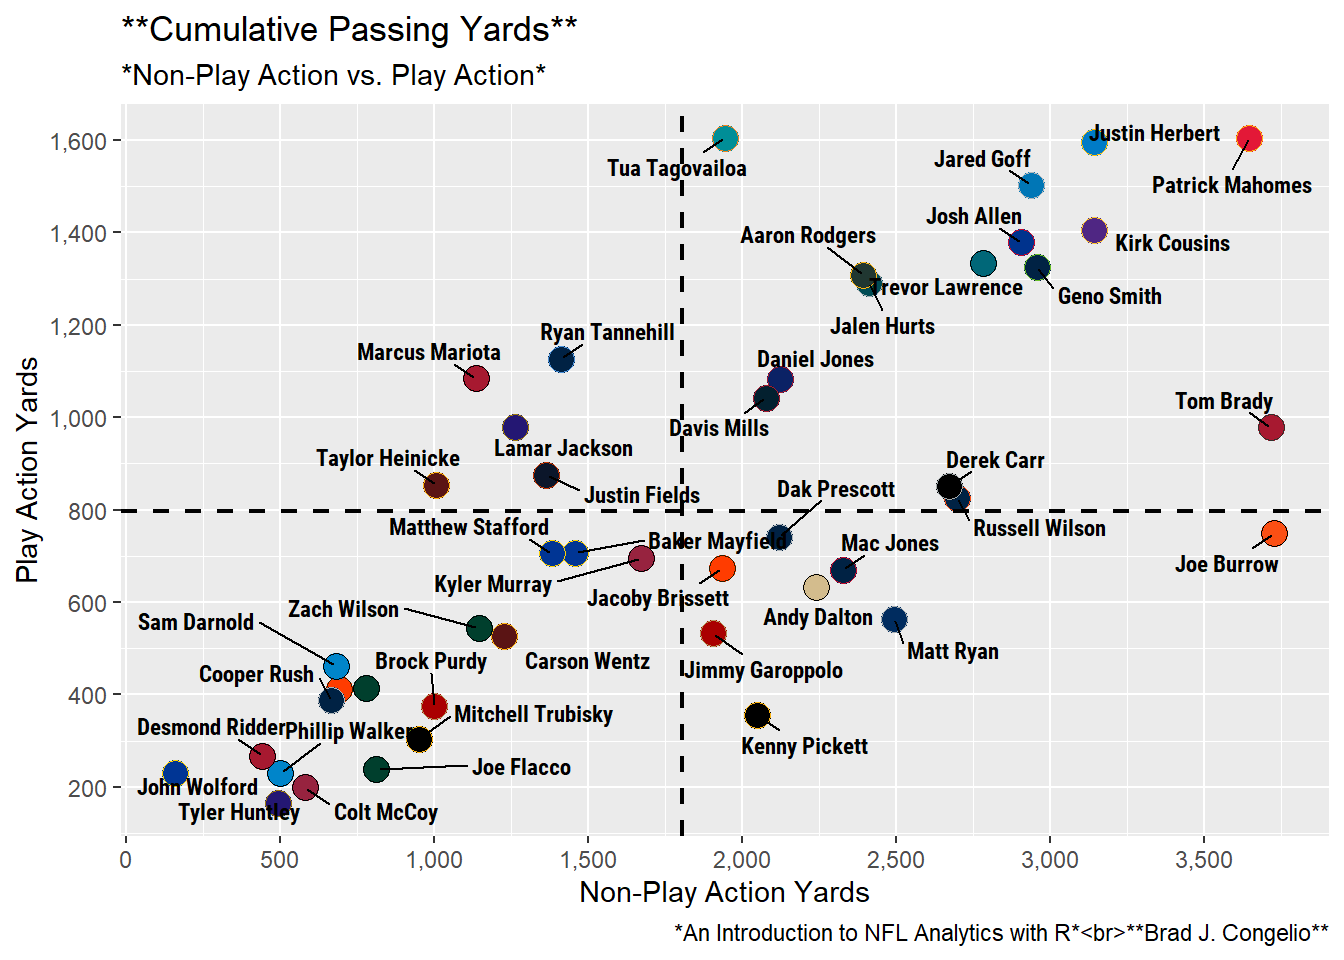 **Cumulative Passing Yards**
*Non-Play Action vs. Play Action*
Play Action Yards
1,600
1,400
1,200
1,000
800
600
400
200
Justin Herbert
Tua Tagovailoa
Jared Goff
Patrick Mahomes
Josh Allen
Aaron Rodgers
Kirk Cousins
Trevor Lawrence
Geno Smith
Jalen Hurts
Ryan Tannehill
Marcus Mariota
Daniel Jones
Tom Brady
Davis Mills
Lamar Jackson
Taylor Heinicke
Derek Carr
Justin Fields
Dak Prescott
Matthew Stafford
Russell Wilson
Baker Mayfield
Mac Jones
Joe Burrow
Kyler Murray
Jacoby Brissett
Zach Wilson
Andy Dalton
Sam Darnold
Matt Ryan
Brock Purdy
Carson Wentz
Jimmy Garoppolo
Cooper Rush
Mitchell Trubisky
Desmond Ridder
Phillip Walker
Kenny Pickett
Joe Flacco
John Wolford
Tyler Huntley
Colt McCoy
0
500
1,000
1,500
2,000
2,500
3,000
3,500
Non-Play Action Yards
*An Introduction to NFL Analytics with R*<br>**Brad J. Congelio**